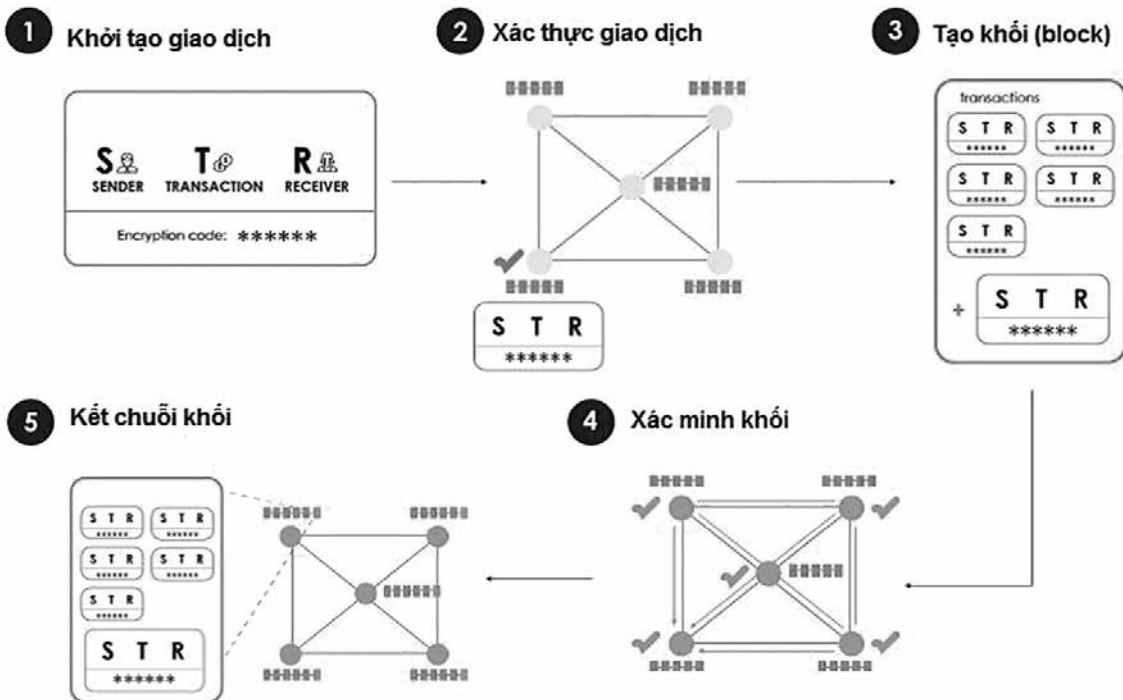 1 Khởi tạo giao dịch
S T R
SENDER TRANSACTION RECEIVER
Encryption code: ******
2 Xác thực giao dịch
S T R
******
3 Tạo khối (block)
transactions
S T R S T R
****** ******
S T R S T R
****** ******
S T R
******
+ S T R
******
4 Xác minh khối
5 Kết chuỗi khối
S T R S T R
****** ******
S T R S T R
****** ******
S T R
******
S T R
******